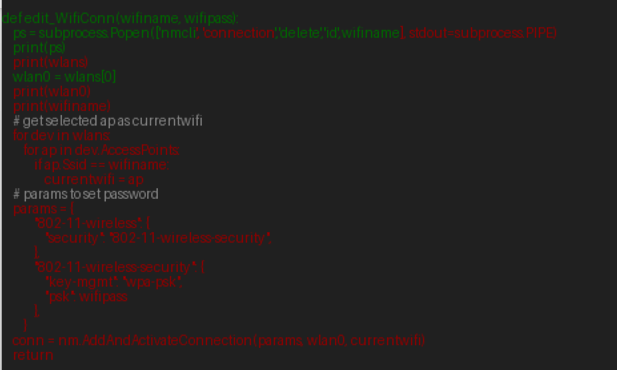 def edit_WifiConn(wifiname, wifipass):
ps = subprocess.Popen(['nmcli', 'connection','delete','id',wifiname], stdout=subprocess.PIPE)
print(ps)
print(wlans)
wlan0 = wlans[0]
print(wlan0)
print(wifiname)
# get selected ap as currentwifi
for dev in wlans:
for ap in dev.AccessPoints:
if ap.Ssid == wifiname:
currentwifi = ap
# params to set password
params = {
"802-11-wireless": {
"security": "802-11-wireless-security",
},
"802-11-wireless-security": {
"key-mgmt": "wpa-psk",
"psk": wifipass
},
}
conn = nm.AddAndActivateConnection(params, wlan0, currentwifi)
return